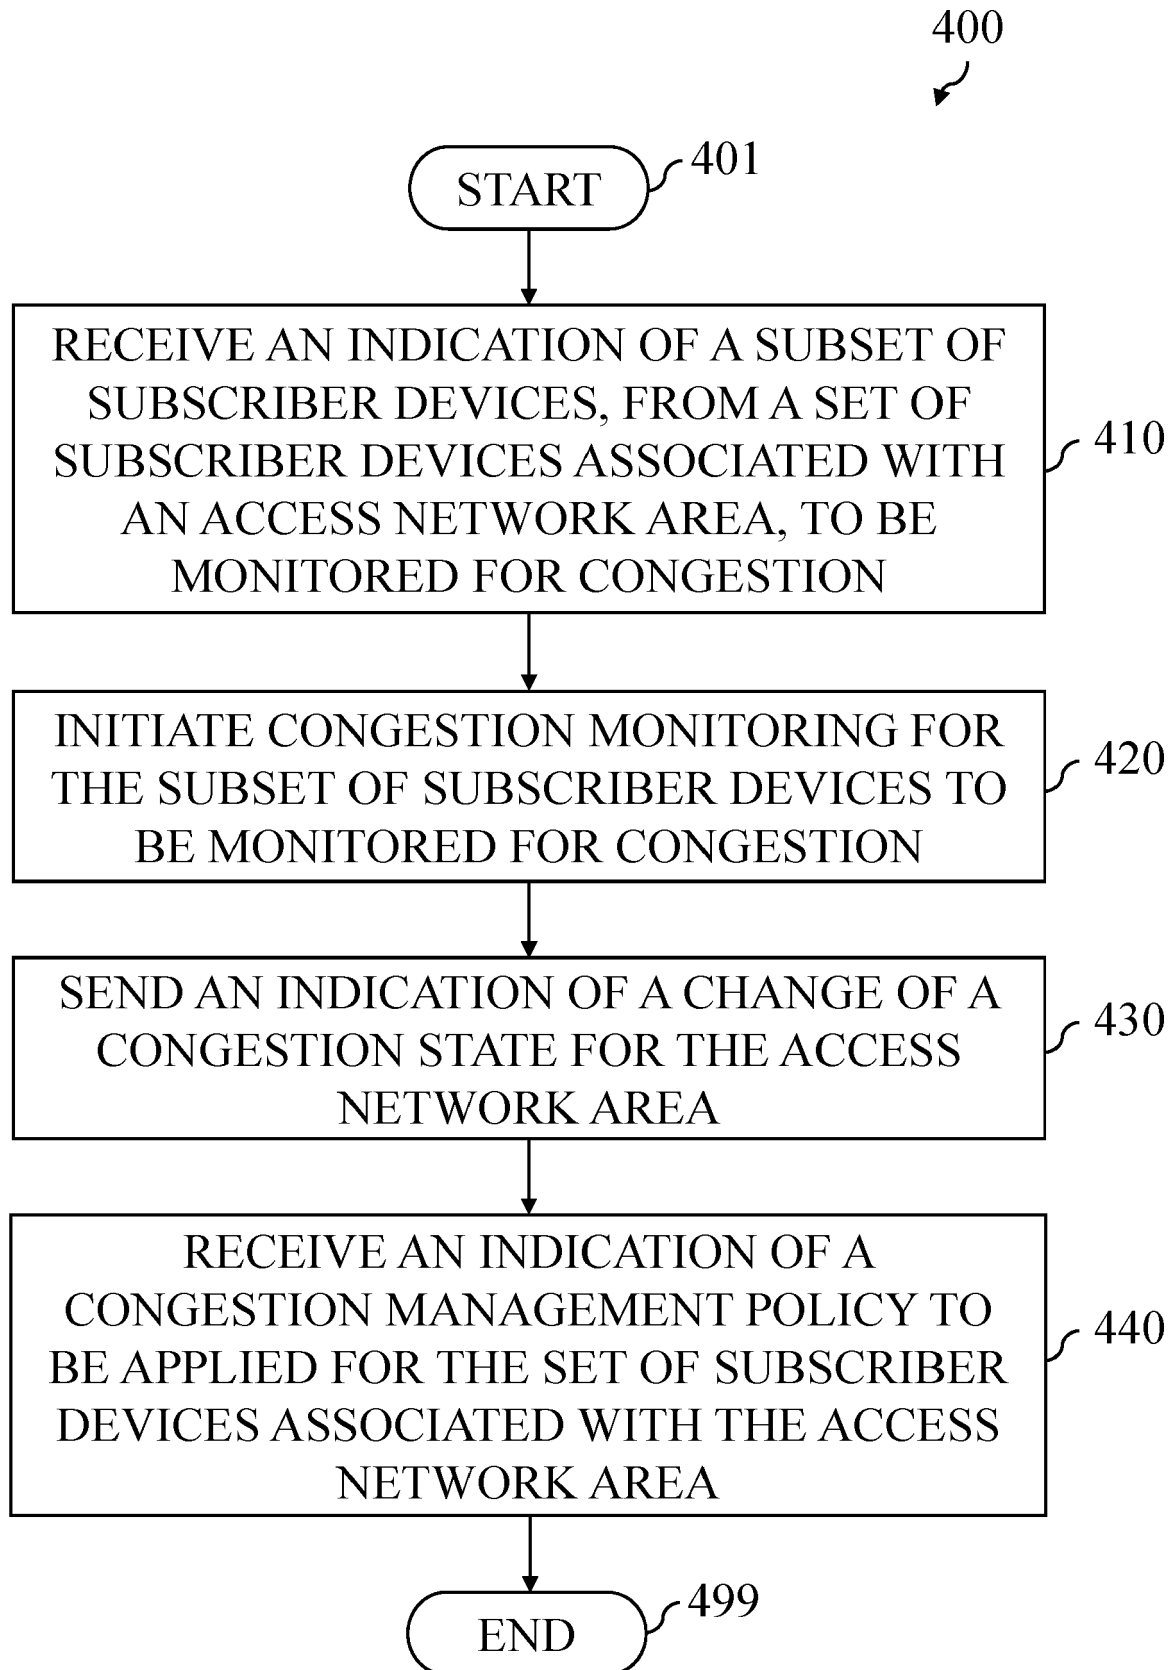 400
START
401
RECEIVE AN INDICATION OF A SUBSET OF
SUBSCRIBER DEVICES, FROM A SET OF
SUBSCRIBER DEVICES ASSOCIATED WITH
AN ACCESS NETWORK AREA, TO BE
MONITORED FOR CONGESTION
410
INITIATE CONGESTION MONITORING FOR
THE SUBSET OF SUBSCRIBER DEVICES TO
BE MONITORED FOR CONGESTION
420
SEND AN INDICATION OF A CHANGE OF A
CONGESTION STATE FOR THE ACCESS
NETWORK AREA
430
RECEIVE AN INDICATION OF A
CONGESTION MANAGEMENT POLICY TO
BE APPLIED FOR THE SET OF SUBSCRIBER
DEVICES ASSOCIATED WITH THE ACCESS
NETWORK AREA
440
END
499